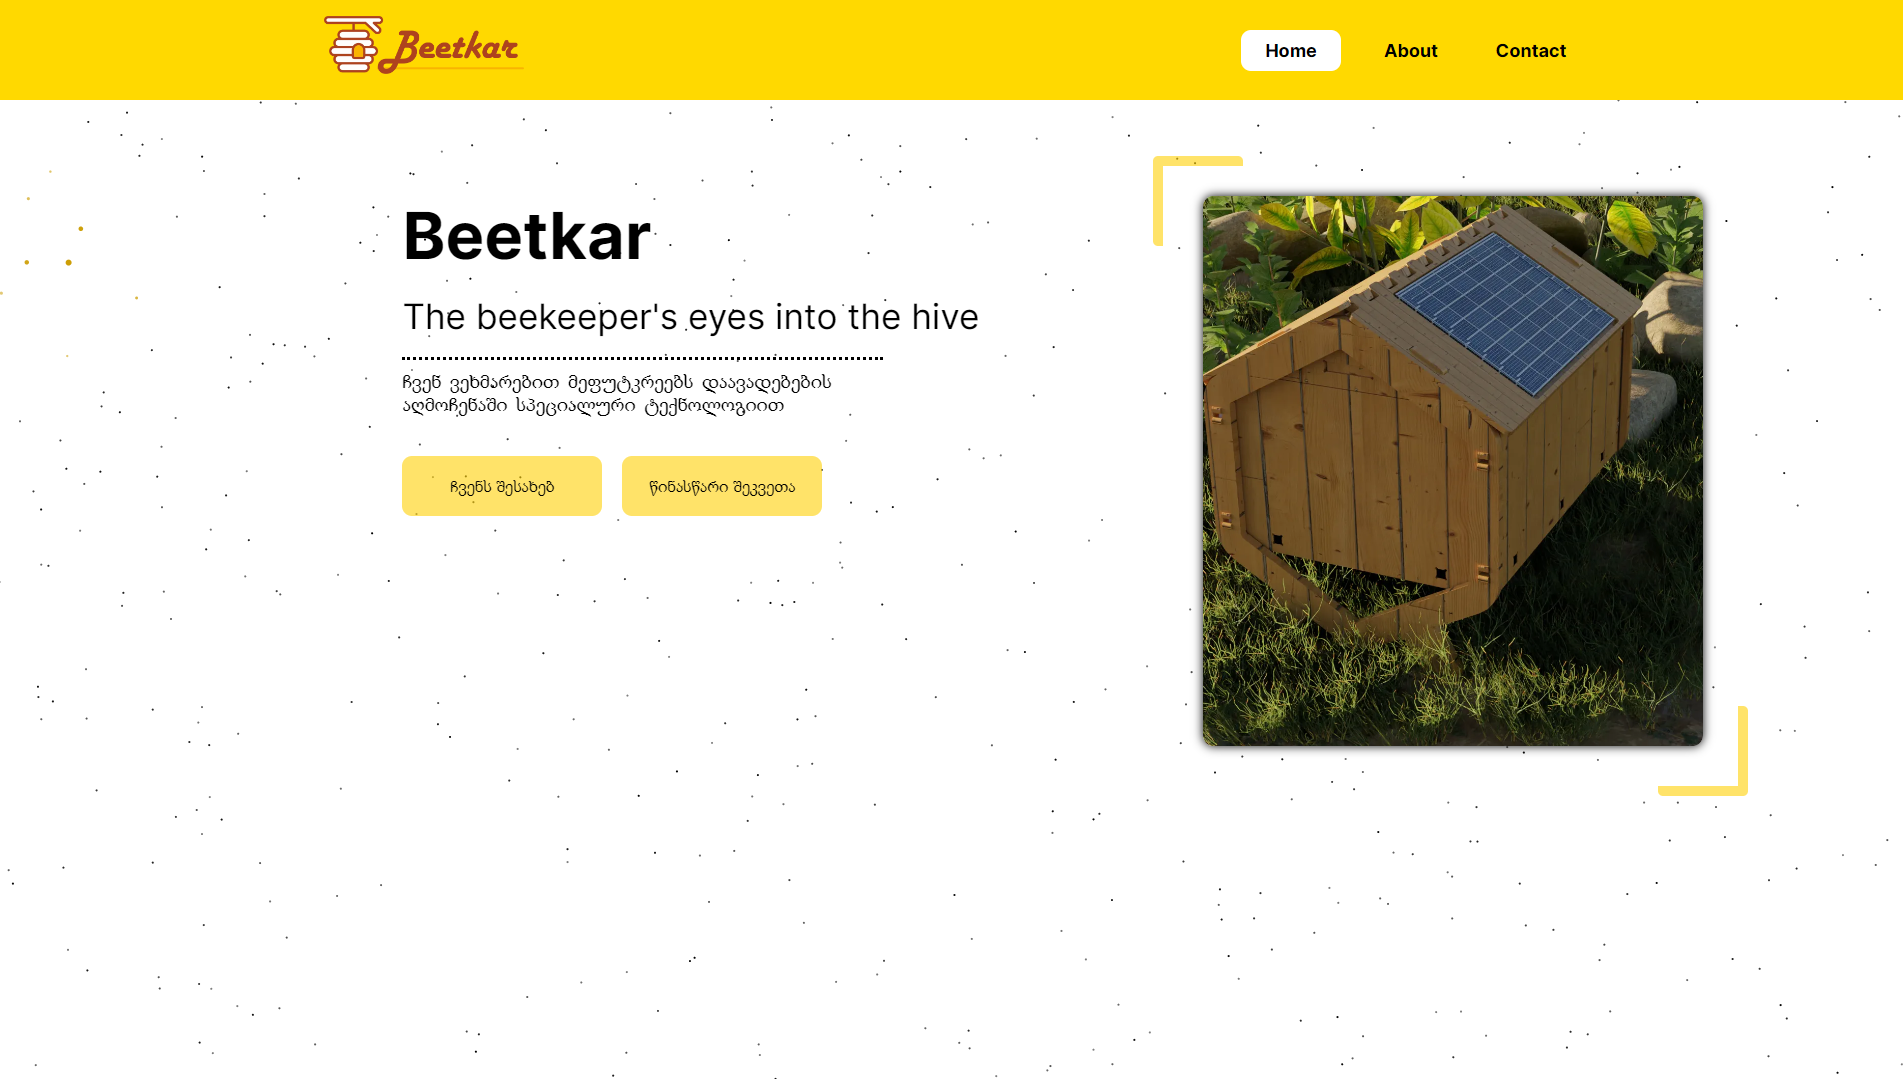 Beetkar
Home
About
Contact
Beetkar
The beekeeper's eyes into the hive
ჩვენ ვეხმარებით მეფუტკრეებს დაავადებების
აღმოჩენაში სპეციალური ტექნოლოგიით
ჩვენს შესახებ
წინასწარი შეკვეთა